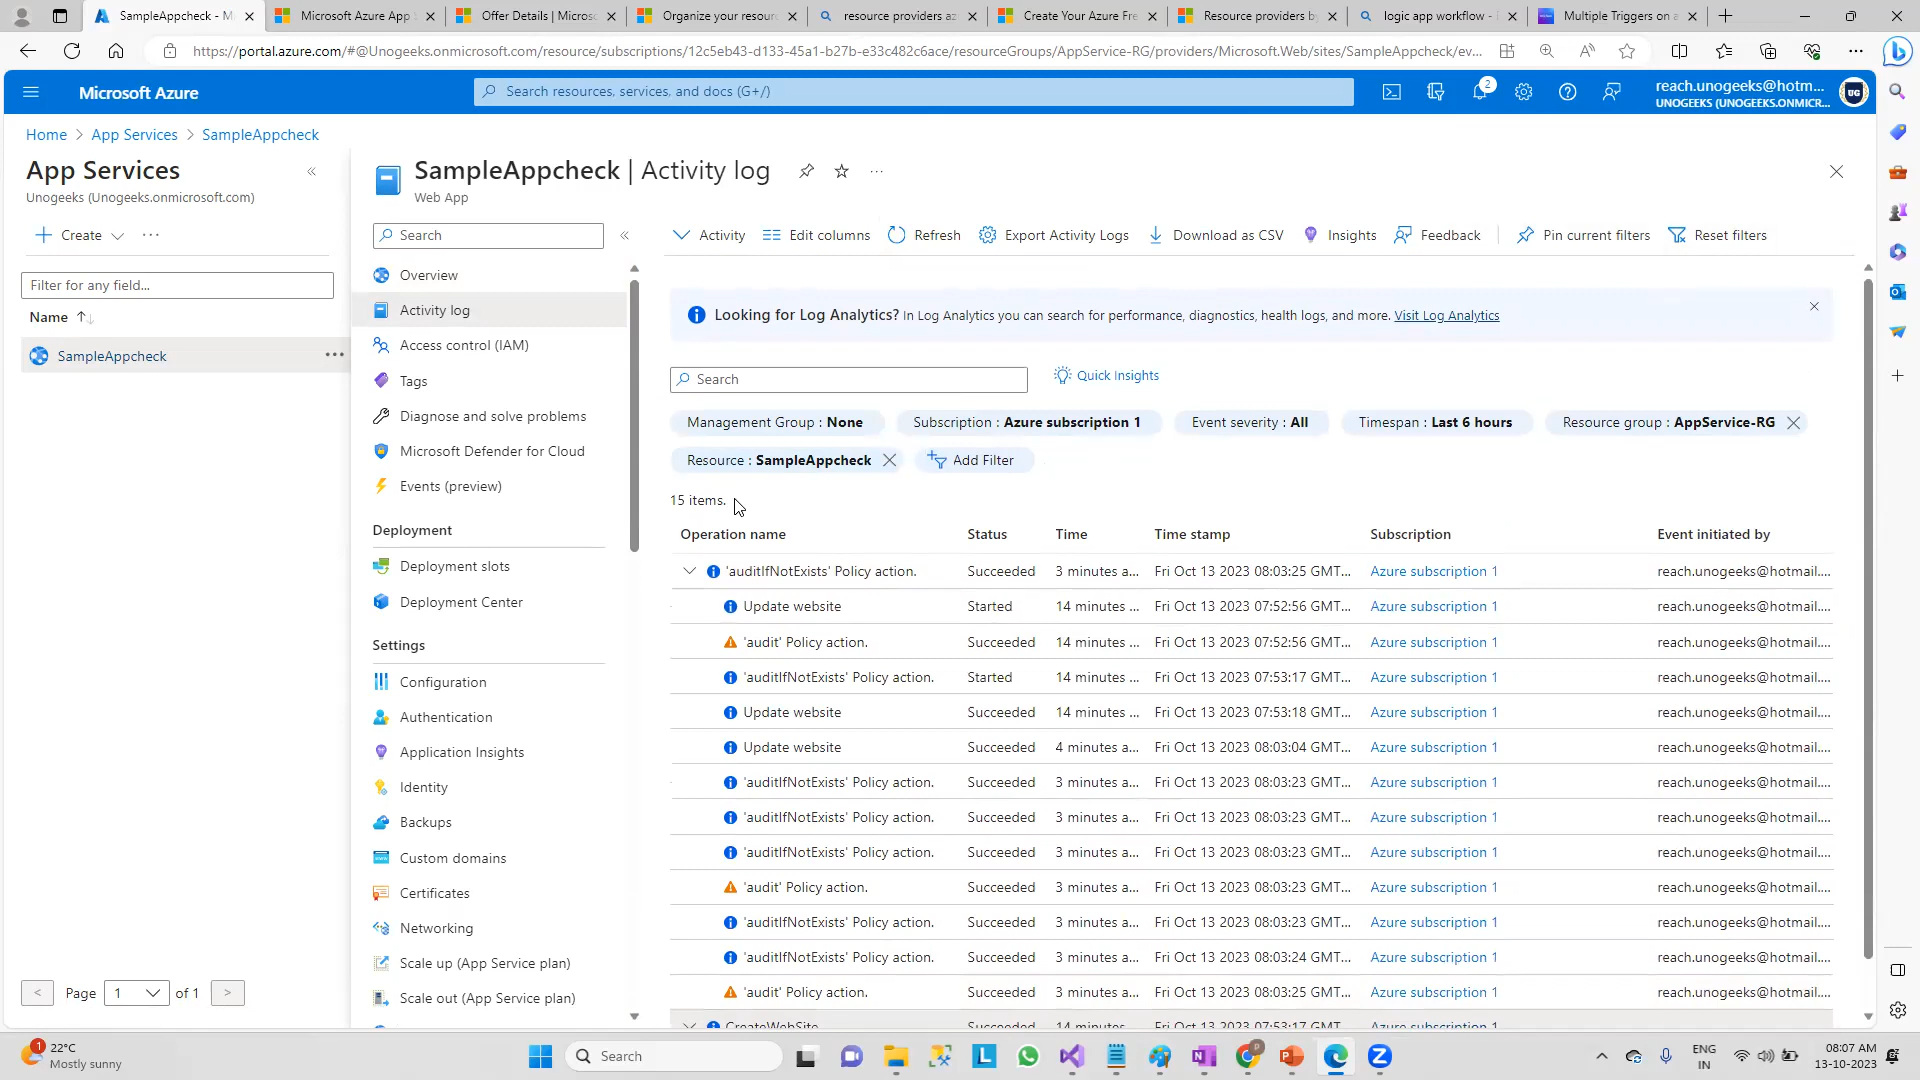 SampleAppcheck - Mi
Microsoft Azure App S
Offer Details | Microso
Organize your resour
resource providers az
Create Your Azure Fre
Resource providers by
logic app workflow -
Multiple Triggers on a
https://portal.azure.com/#@Unogeeks.onmicrosoft.com/resource/subscriptions/12c5eb43-d133-45a1-b27b-e33c482c6ace/resourceGroups/AppService-RG/providers/Microsoft.Web/sites/SampleAppcheck/ev...
Microsoft Azure
Search resources, services, and docs (G+/)
2
reach.unogeeks@hotm...
UNOGEEKS (UNOGEEKS.ONMICR...
UG
Home > App Services > SampleAppcheck
App Services
Unogeeks (Unogeeks.onmicrosoft.com)
Create
Filter for any field...
Name
SampleAppcheck
Page 1 of 1
SampleAppcheck | Activity log
Web App
Search
Overview
Activity log
Access control (IAM)
Tags
Diagnose and solve problems
Microsoft Defender for Cloud
Events (preview)
Deployment
Deployment slots
Deployment Center
Settings
Configuration
Authentication
Application Insights
Identity
Backups
Custom domains
Certificates
Networking
Scale up (App Service plan)
Scale out (App Service plan)
Activity Edit columns Refresh Export Activity Logs Download as CSV Insights Feedback Pin current filters Reset filters
Looking for Log Analytics? In Log Analytics you can search for performance, diagnostics, health logs, and more. Visit Log Analytics
Search
Quick Insights
Management Group : None Subscription : Azure subscription 1 Event severity : All Timespan : Last 6 hours Resource group : AppService-RG
Resource : SampleAppcheck Add Filter
15 items.
Operation name Status Time Time stamp Subscription Event initiated by
'auditIfNotExists' Policy action. Succeeded 3 minutes a... Fri Oct 13 2023 08:03:25 GMT... Azure subscription 1 reach.unogeeks@hotmail....
Update website Started 14 minutes ... Fri Oct 13 2023 07:52:56 GMT... Azure subscription 1 reach.unogeeks@hotmail....
'audit' Policy action. Succeeded 14 minutes ... Fri Oct 13 2023 07:52:56 GMT... Azure subscription 1 reach.unogeeks@hotmail....
'auditIfNotExists' Policy action. Started 14 minutes ... Fri Oct 13 2023 07:53:17 GMT... Azure subscription 1 reach.unogeeks@hotmail....
Update website Succeeded 14 minutes ... Fri Oct 13 2023 07:53:18 GMT... Azure subscription 1 reach.unogeeks@hotmail....
Update website Succeeded 4 minutes a... Fri Oct 13 2023 08:03:04 GMT... Azure subscription 1 reach.unogeeks@hotmail....
'auditIfNotExists' Policy action. Succeeded 3 minutes a... Fri Oct 13 2023 08:03:23 GMT... Azure subscription 1 reach.unogeeks@hotmail....
'auditIfNotExists' Policy action. Succeeded 3 minutes a... Fri Oct 13 2023 08:03:23 GMT... Azure subscription 1 reach.unogeeks@hotmail....
'auditIfNotExists' Policy action. Succeeded 3 minutes a... Fri Oct 13 2023 08:03:23 GMT... Azure subscription 1 reach.unogeeks@hotmail....
'audit' Policy action. Succeeded 3 minutes a... Fri Oct 13 2023 08:03:23 GMT... Azure subscription 1 reach.unogeeks@hotmail....
'auditIfNotExists' Policy action. Succeeded 3 minutes a... Fri Oct 13 2023 08:03:23 GMT... Azure subscription 1 reach.unogeeks@hotmail....
'auditIfNotExists' Policy action. Succeeded 3 minutes a... Fri Oct 13 2023 08:03:24 GMT... Azure subscription 1 reach.unogeeks@hotmail....
'audit' Policy action. Succeeded 3 minutes a... Fri Oct 13 2023 08:03:25 GMT... Azure subscription 1 reach.unogeeks@hotmail....
CreateWebSite Succeeded 14 minutes Fri Oct 13 2023 07:53:17 GMT Azure subscription 1 reach.unogeeks@hotmail
1
22°C
Mostly sunny
Search
ENG
IN
08:07 AM
13-10-2023